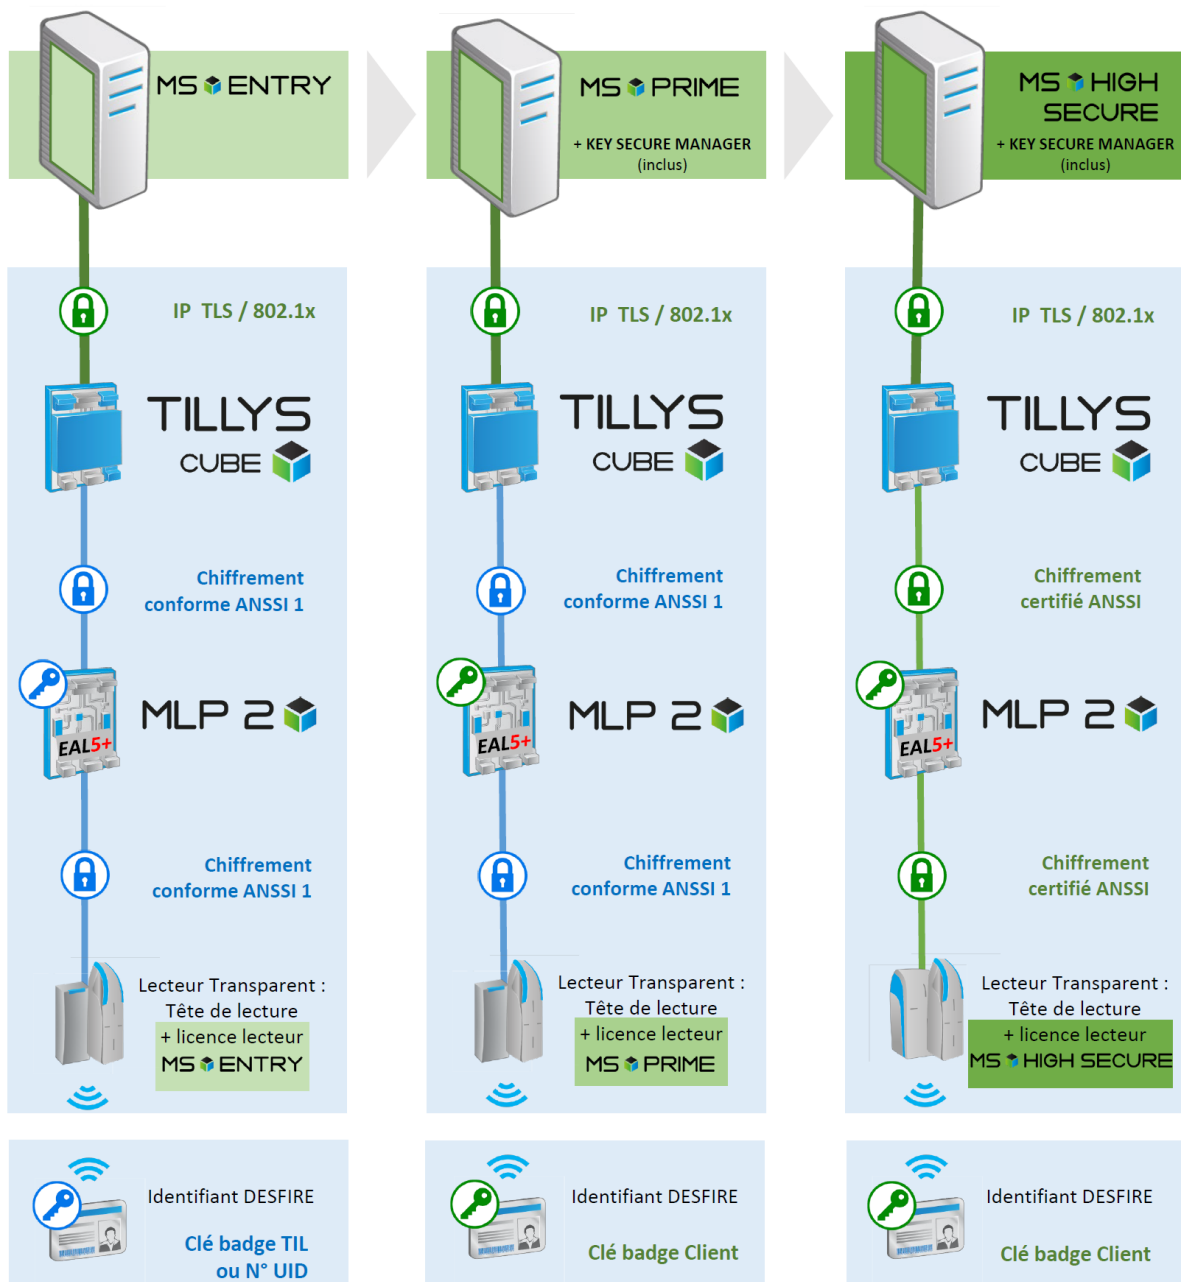 MS ENTRY
IP TLS / 802.1x
TILLYS
CUBE
Chiffrement
conforme ANSSI 1
MLP 2
EAL5+
Chiffrement
conforme ANSSI 1
Lecteur Transparent :
Tête de lecture
+ licence lecteur
MS ENTRY
Identifiant DESFIRE
Clé badge TIL
ou N° UID
MS PRIME
+ KEY SECURE MANAGER
(inclus)
IP TLS / 802.1x
TILLYS
CUBE
Chiffrement
conforme ANSSI 1
MLP 2
EAL5+
Chiffrement
conforme ANSSI 1
Lecteur Transparent :
Tête de lecture
+ licence lecteur
MS PRIME
Identifiant DESFIRE
Clé badge Client
MS HIGH
SECURE
+ KEY SECURE MANAGER
(inclus)
IP TLS / 802.1x
TILLYS
CUBE
Chiffrement
certifié ANSSI
MLP 2
EAL5+
Chiffrement
certifié ANSSI
Lecteur Transparent :
Tête de lecture
+ licence lecteur
MS HIGH SECURE
Identifiant DESFIRE
Clé badge Client